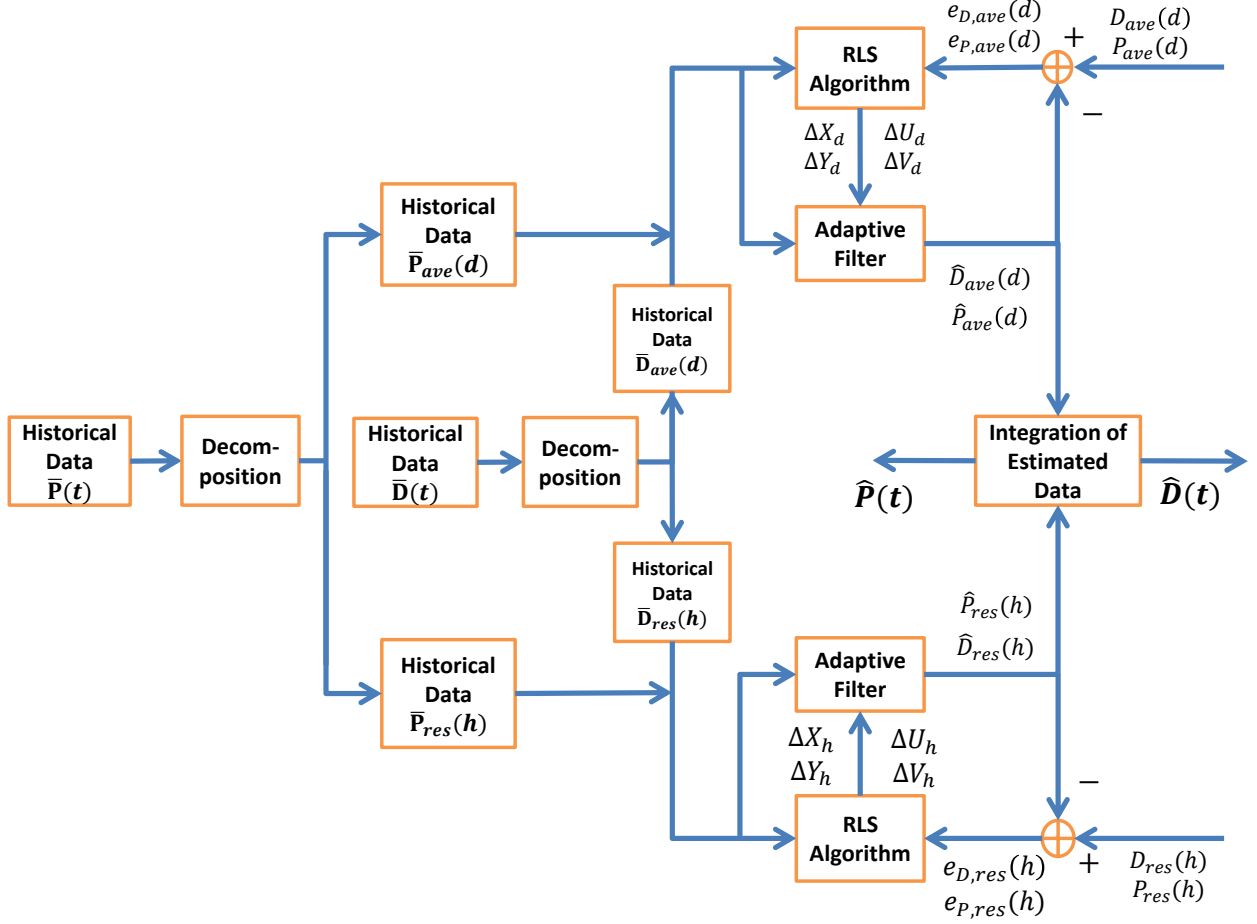 e_{D,ave}(d)
e_{P,ave}(d)
+
D_{ave}(d)
P_{ave}(d)
RLS
Algorithm
−
ΔX_d ΔU_d
ΔY_d ΔV_d
Historical
Data
P̅_{ave}(d)
Adaptive
Filter
D̂_{ave}(d)
P̂_{ave}(d)
Historical
Data
D̅_{ave}(d)
Historical
Data
P̅(t)
Decom-
position
Historical
Data
D̅(t)
Decom-
position
Integration of
Estimated
Data
P̂(t)
D̂(t)
Historical
Data
D̅_{res}(h)
P̂_{res}(h)
D̂_{res}(h)
Historical
Data
P̅_{res}(h)
Adaptive
Filter
ΔX_h ΔU_h
ΔY_h ΔV_h
−
RLS
Algorithm
+
e_{D,res}(h)
e_{P,res}(h)
D_{res}(h)
P_{res}(h)